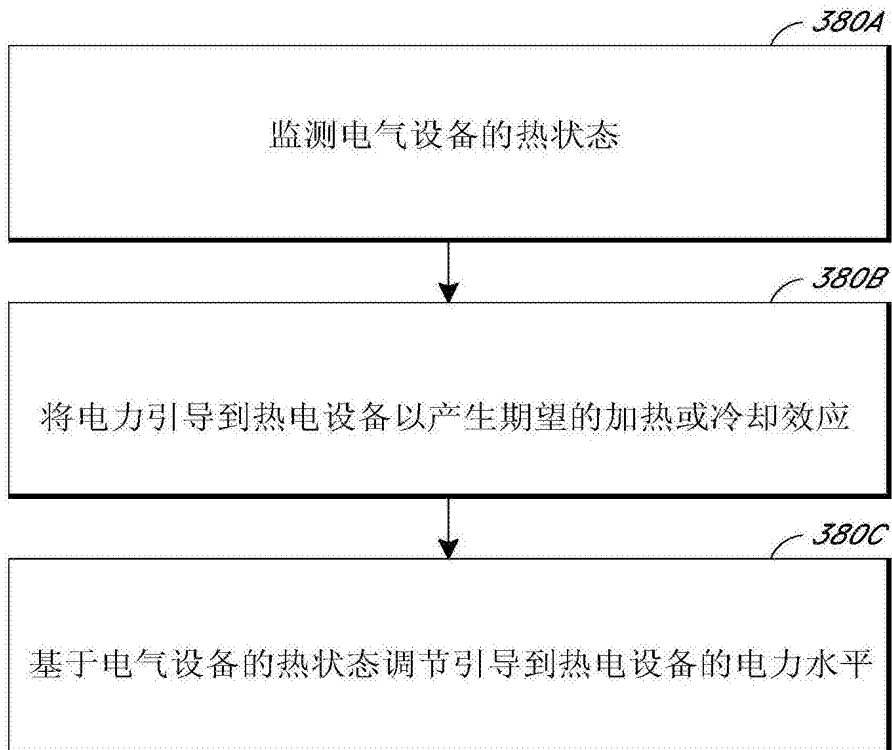 380A
监测电气设备的热状态
380B
将电力引导到热电设备以产生期望的加热或冷却效应
380C
基于电气设备的热状态调节引导到热电设备的电力水平